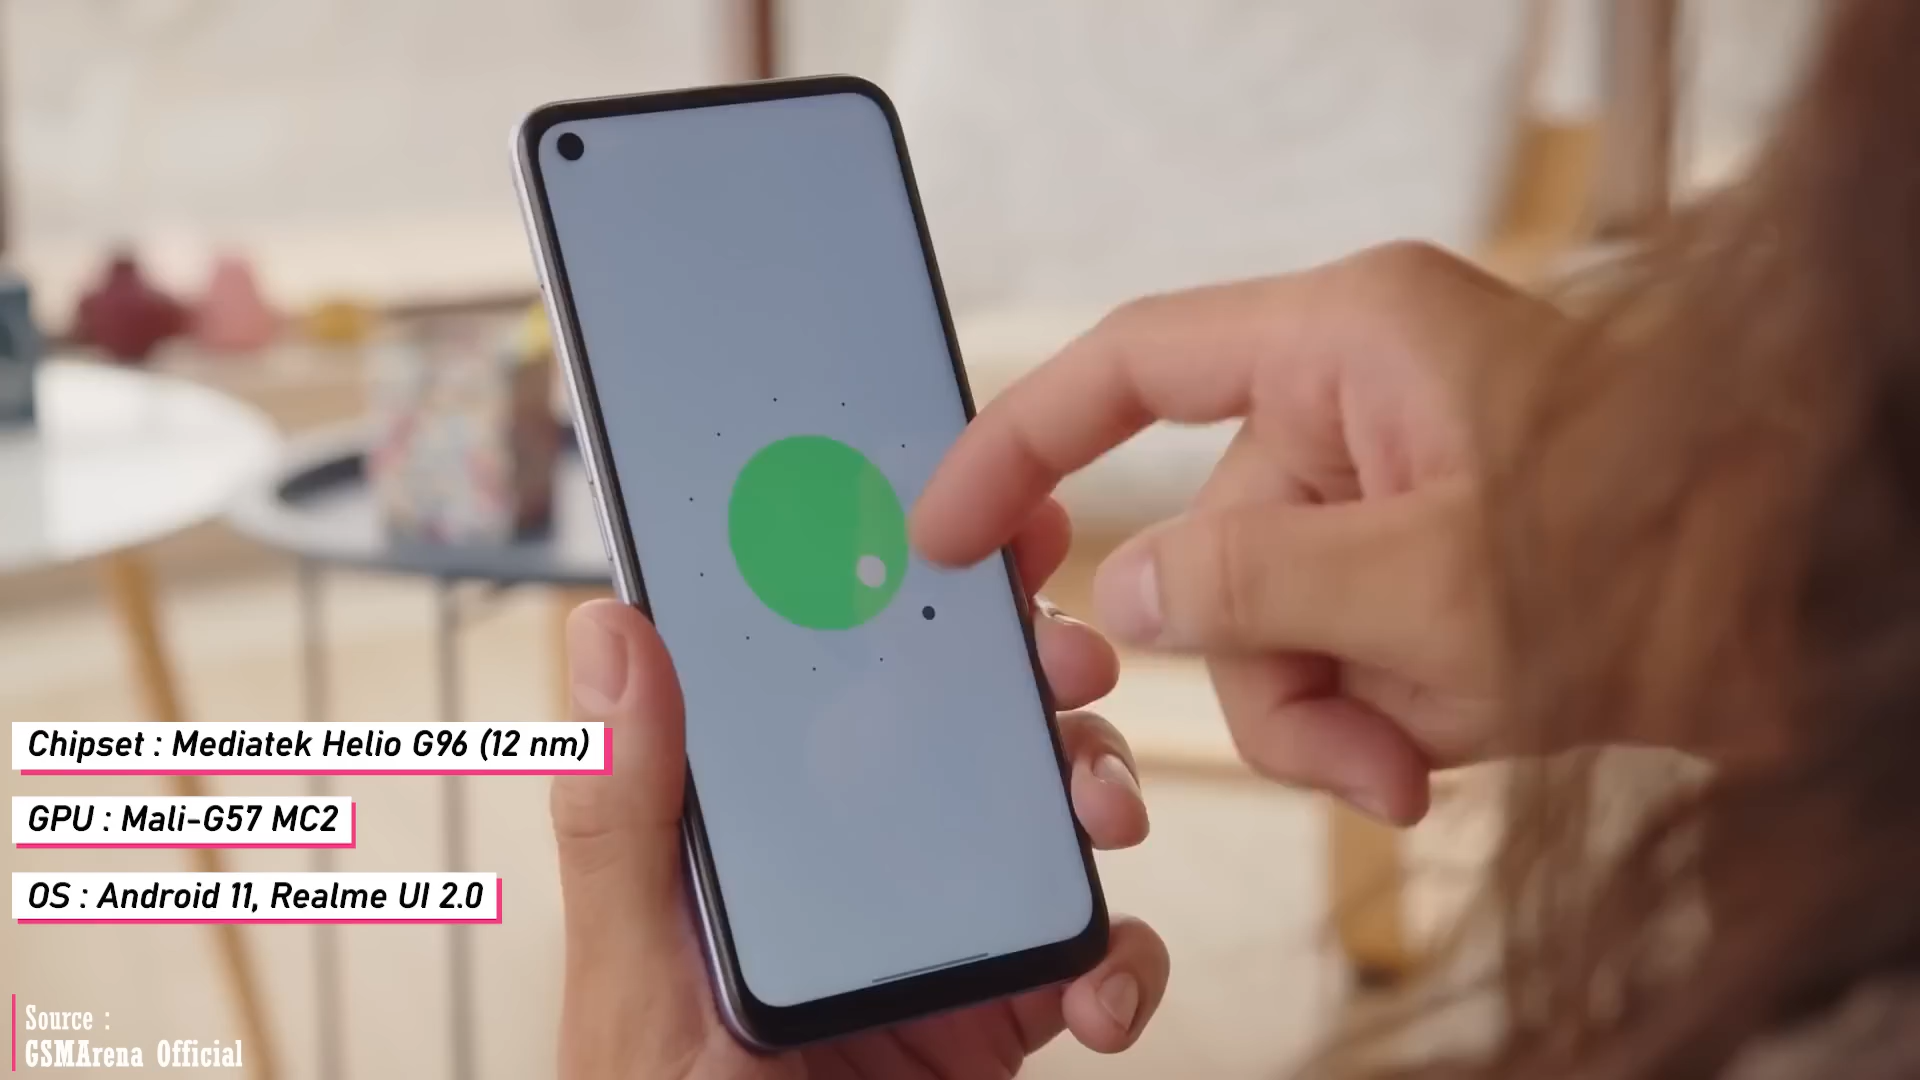 Chipset : Mediatek Helio G96 (12 nm)
GPU : Mali-G57 MC2
OS : Android 11, Realme UI 2.0
Source :
GSMArena Official